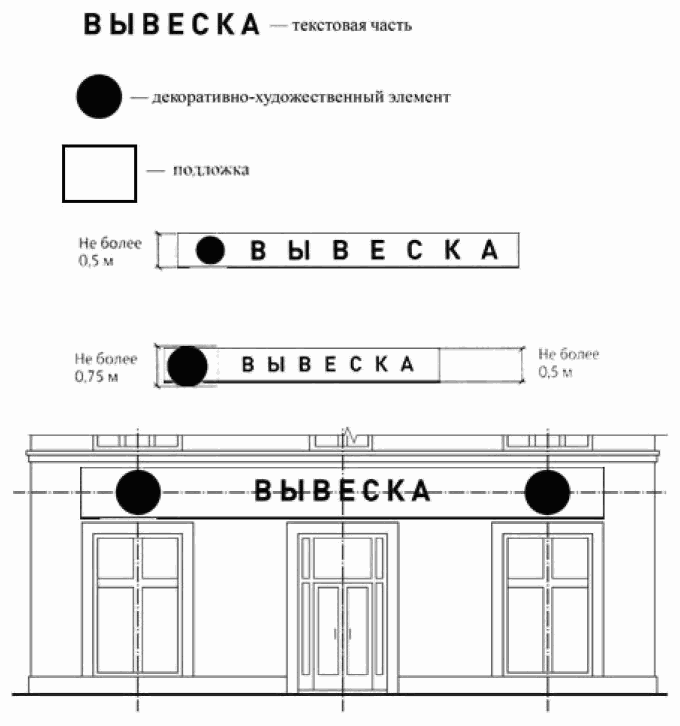 ВЫВЕСКА — текстовая часть
— декоративно-художественный элемент
— подложка
Не более
0,5 м
ВЫВЕСКА
Не более
0,75 м
ВЫВЕСКА
Не более
0,5 м
ВЫВЕСКА